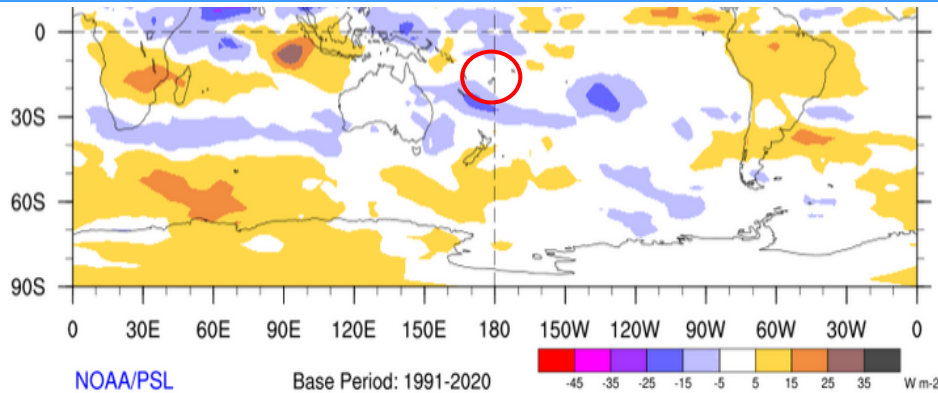 0
30S
60S
90S
0 30E 60E 90E 120E 150E 180 150W 120W 90W 60W 30W 0
-45 -35 -25 -15 -5 5 15 25 35 W m-2
NOAA/PSL Base Period: 1991-2020